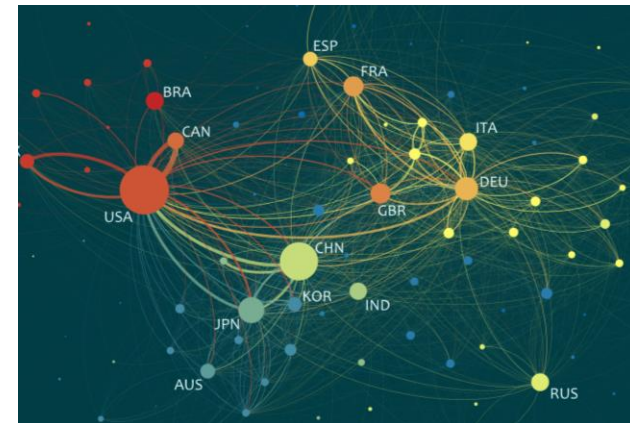 ESP
FRA
BRA
CAN
ITA
USA
GBR
DEU
CHN
KOR
IND
JPN
AUS
RUS